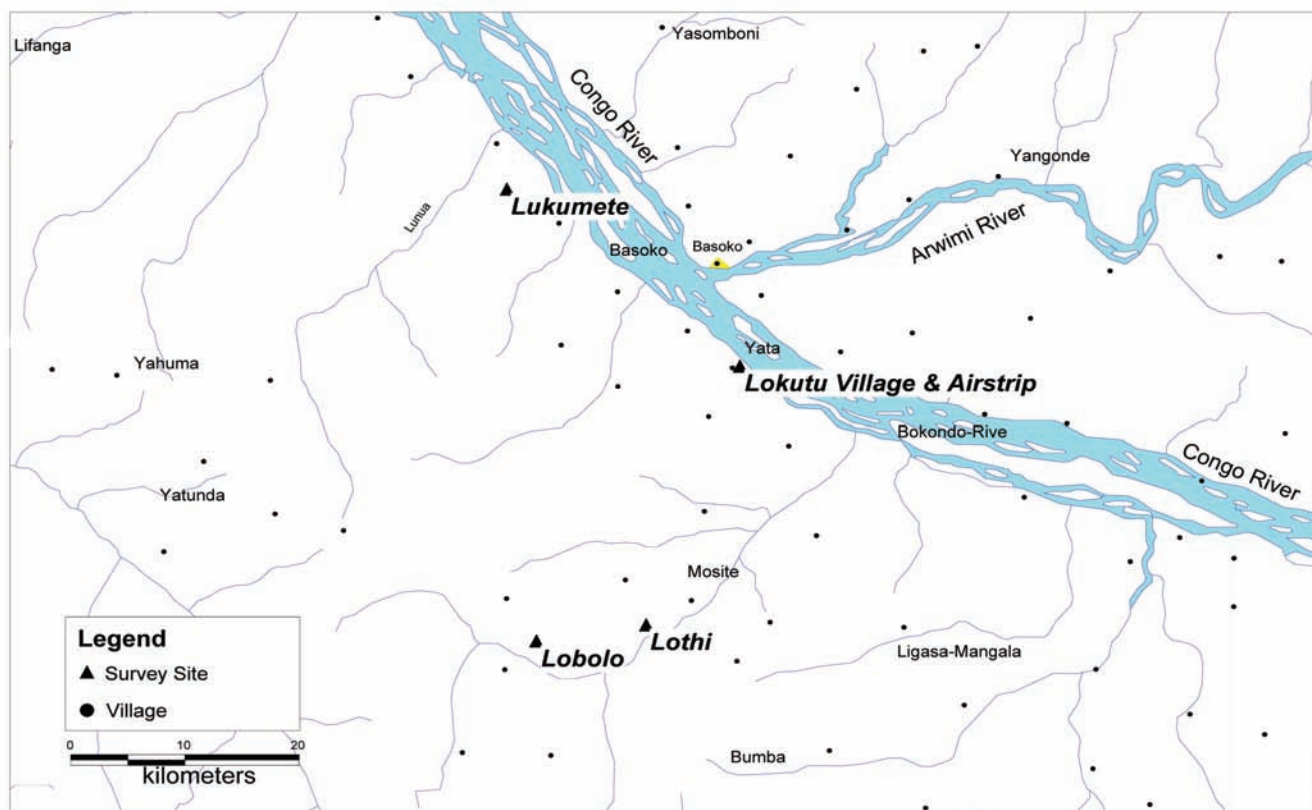 Lifanga
Yasomboni
Congo River
Yangonde
Lukumete
Lunua
Arwimi River
Basoko
Basoko
Yata
Yahuma
Lokutu Village & Airstrip
Bokondo-Rive
Congo River
Yatunda
Mosite
Legend
Survey Site
Village
0 10 20
kilometers
Lobolo
Lothi
Ligasa-Mangala
Bumba